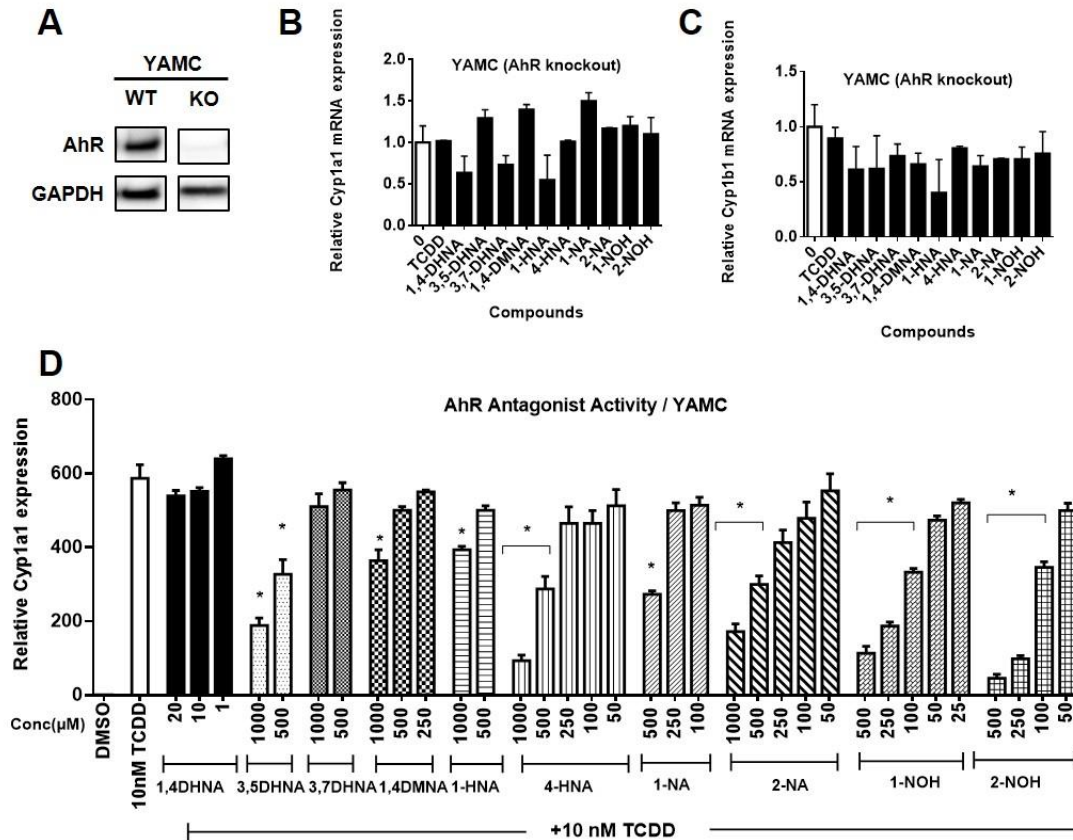 A
YAMC
WT KO
AhR
GAPDH
B
Relative Cyp1a1 mRNA expression
YAMC (AhR knockout)
2.0
1.5
1.0
0.5
0.0
0
TCDD
1,4-DHNA
3,5-DHNA
3,7-DHNA
1,4-DMNA
1-HNA
4-HNA
1-NA
2-NA
1-NOH
2-NOH
Compounds
C
Relative Cyp1b1 mRNA expression
YAMC (AhR knockout)
1.5
1.0
0.5
0.0
0
TCDD
1,4-DHNA
3,5-DHNA
3,7-DHNA
1,4-DMNA
1-HNA
4-HNA
1-NA
2-NA
1-NOH
2-NOH
Compounds
D
AhR Antagonist Activity / YAMC
Relative Cyp1a1 expression
800
600
400
200
0
* * * * * * * * *
Conc(µM)
DMSO
10nM TCDD
20 10 1 1000 500 1000 500 1000 500 250 1000 500 1000 500 250 100 50 500 250 100 1000 500 250 100 50 500 250 100 50 25 500 250 100 50
1,4DHNA 3,5DHNA 3,7DHNA 1,4DMNA 1-HNA 4-HNA 1-NA 2-NA 1-NOH 2-NOH
+10 nM TCDD